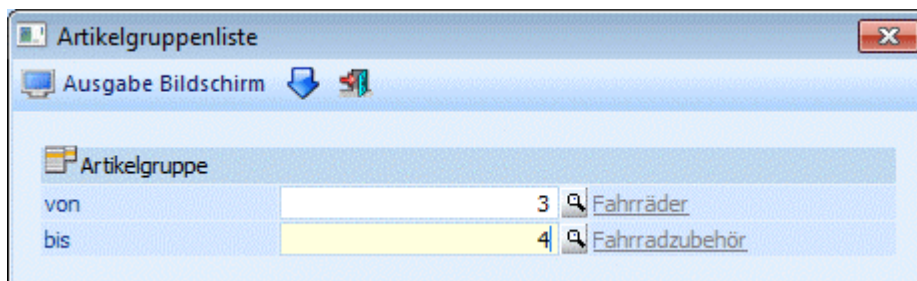 Artikelgruppenliste
Ausgabe Bildschirm
Artikelgruppe
von 3 Fahrräder
bis 4 Fahrradzubehör